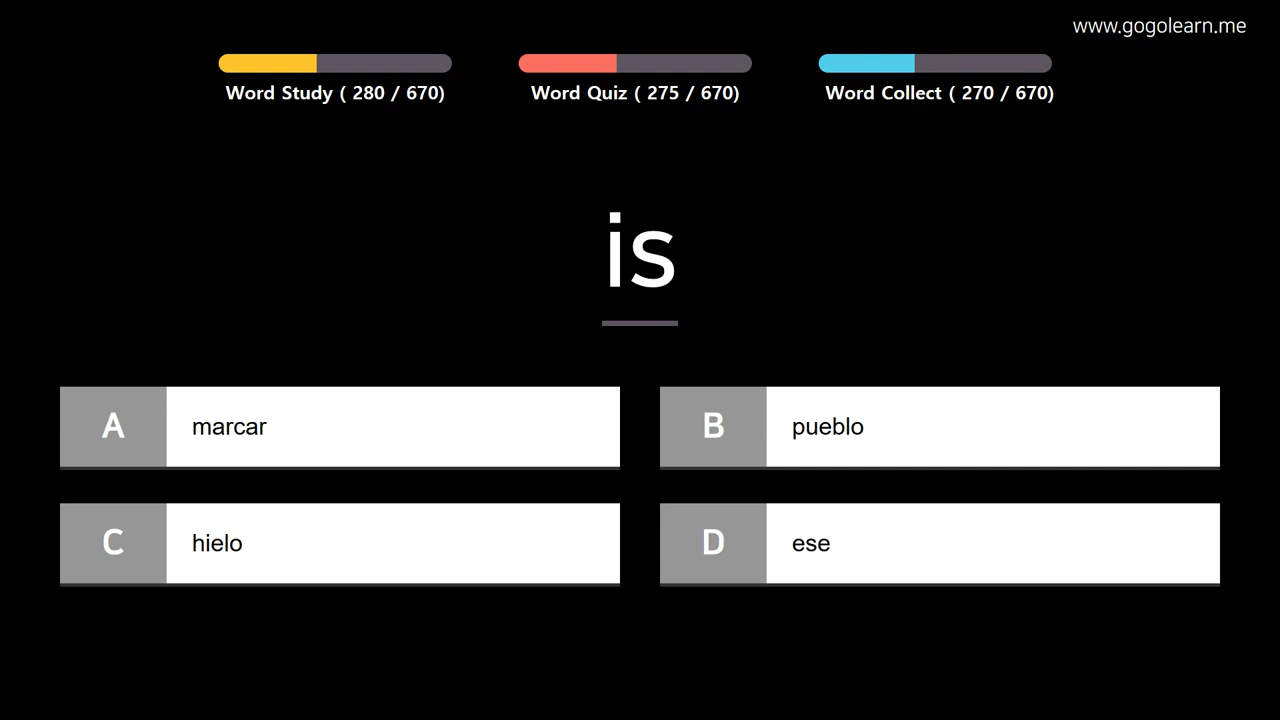 www.gogolearn.me
Word Study ( 280 / 670)
Word Quiz ( 275 / 670)
Word Collect ( 270 / 670)
is
A marcar
B pueblo
C hielo
D ese